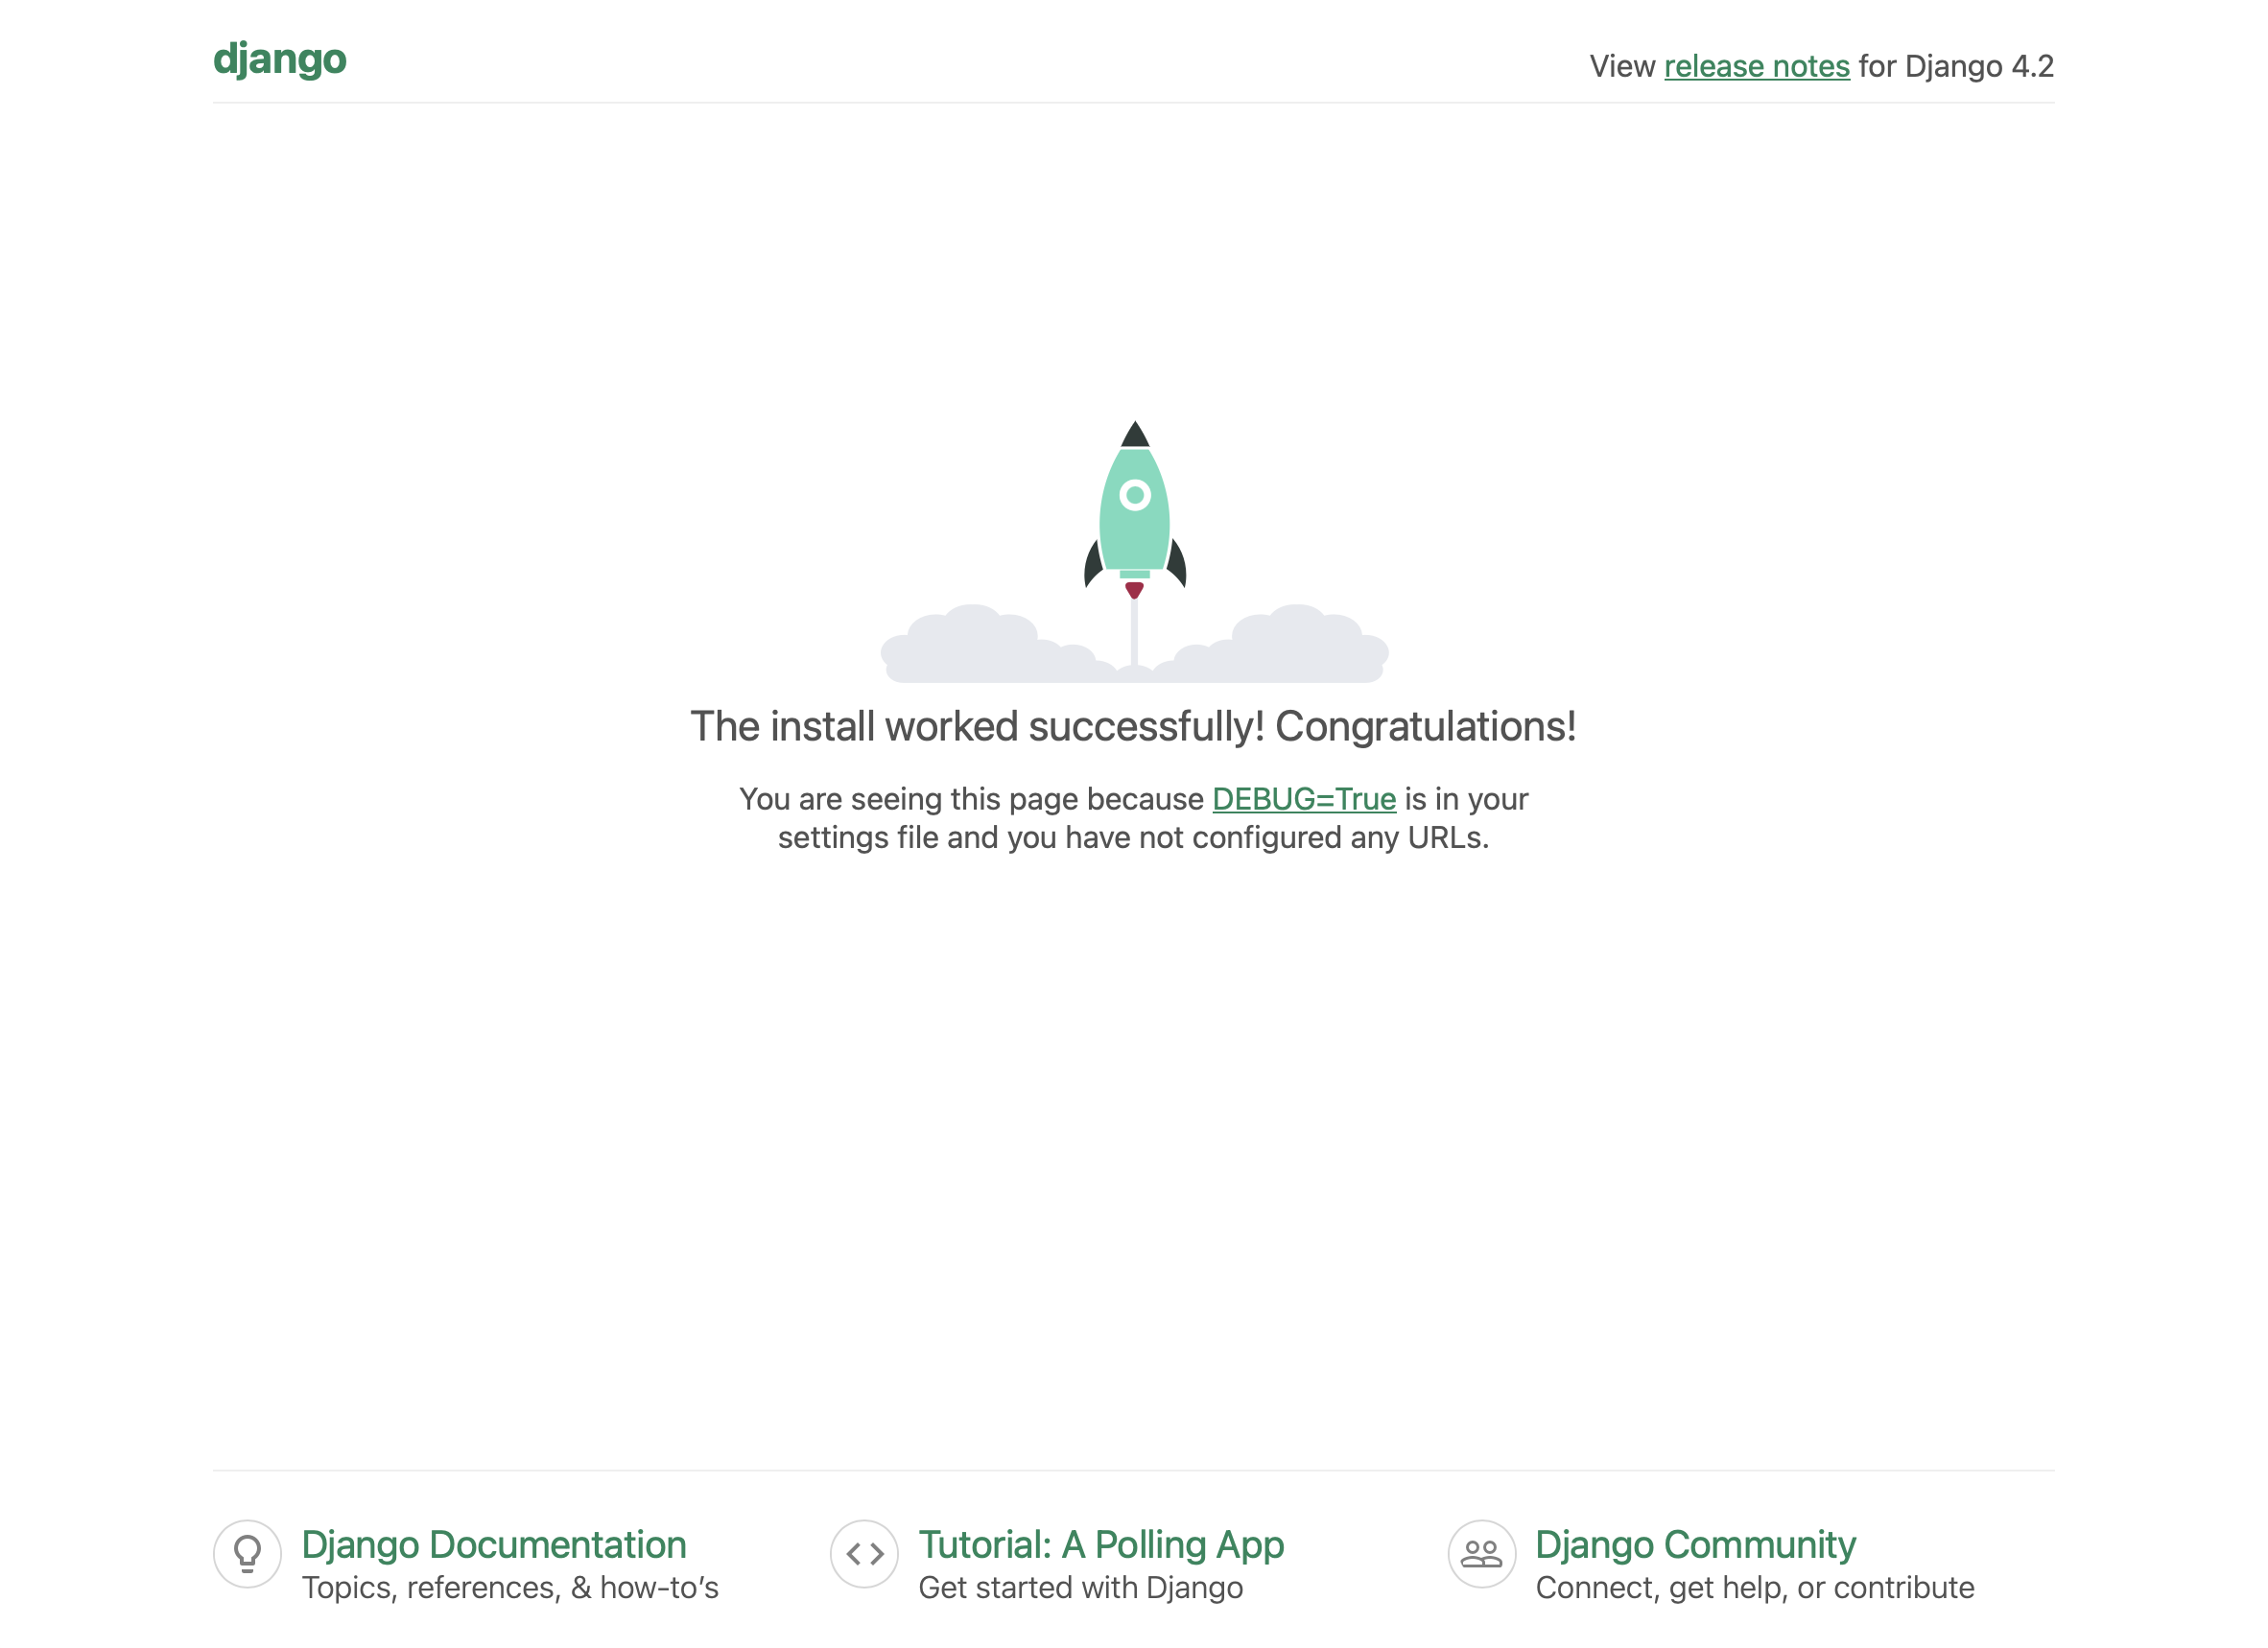 django
View release notes for Django 4.2
The install worked successfully! Congratulations!
You are seeing this page because DEBUG=True is in your
settings file and you have not configured any URLs.
Django Documentation
Topics, references, & how-to’s
Tutorial: A Polling App
Get started with Django
Django Community
Connect, get help, or contribute